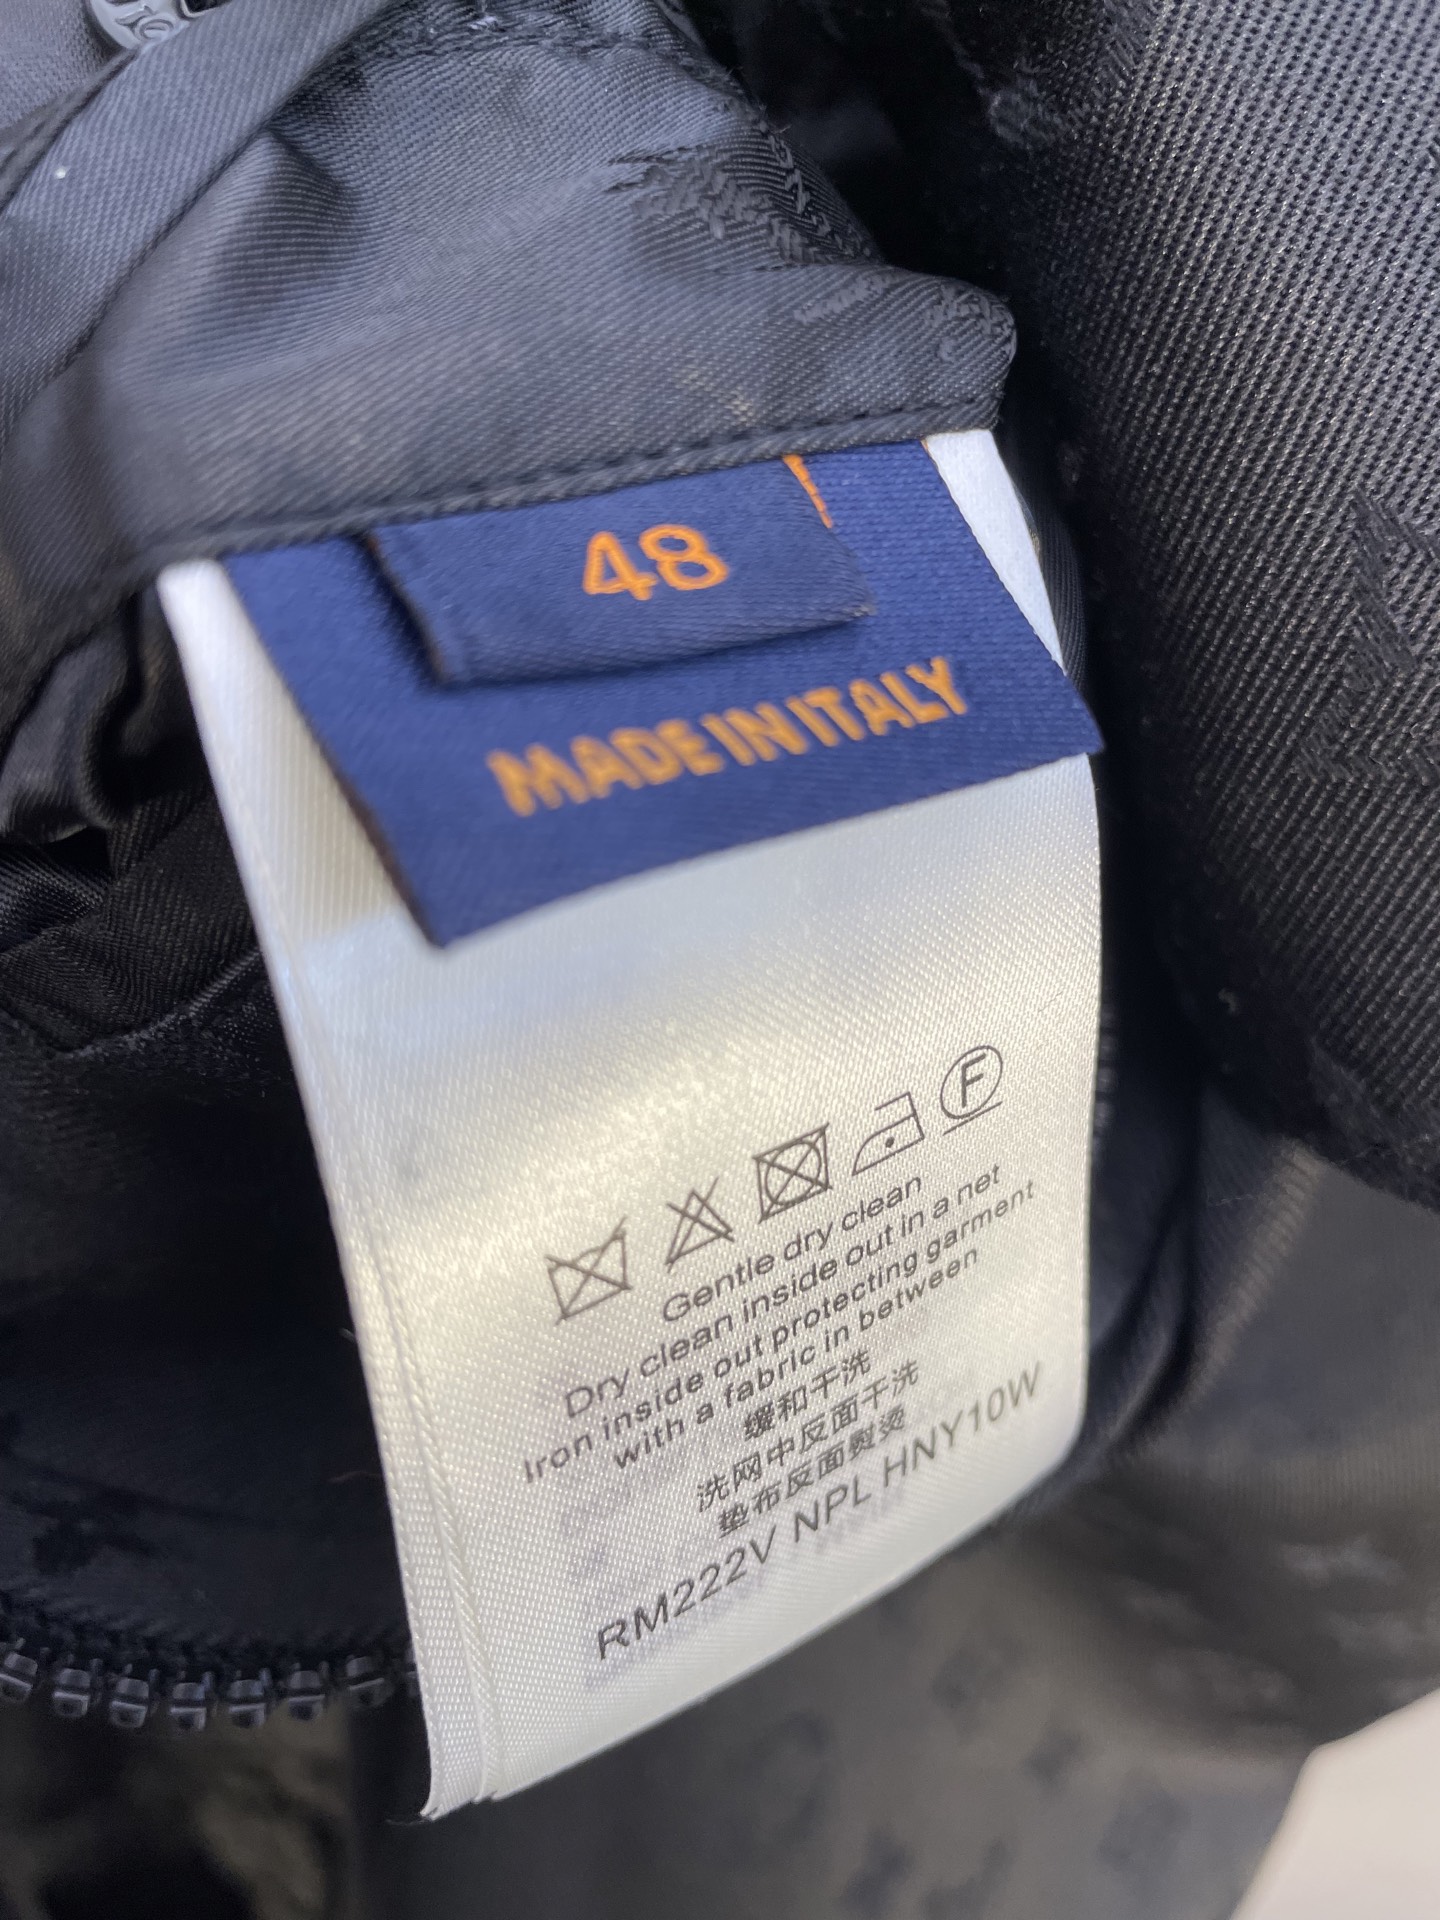 48
MADE IN ITALY
F
Gentle dry clean
Dry clean inside out in a net
Iron inside out protecting garment
with a fabric in between
缓和干洗
洗网中反面干洗
垫布反面熨烫
RM222V NPL HNY10W